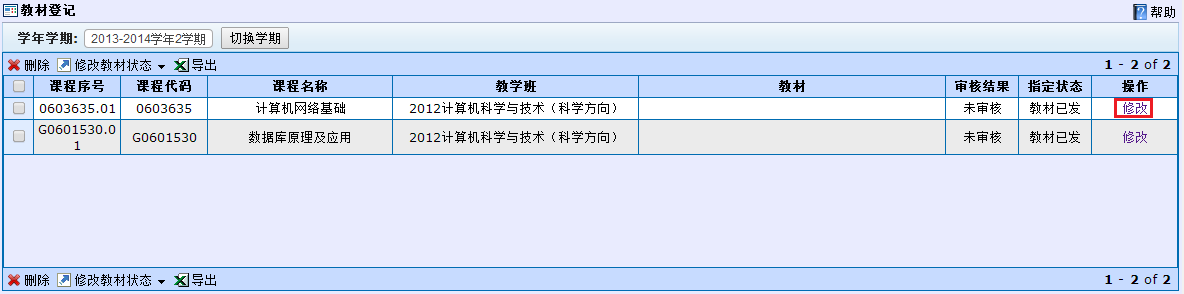 教材登记
帮助
学年学期: 2013-2014学年2学期 切换学期
删除 修改教材状态 导出 1 - 2 of 2
课程序号 课程代码 课程名称 教学班 教材 审核结果 指定状态 操作
0603635.01 0603635 计算机网络基础 2012计算机科学与技术（科学方向） 未审核 教材已发 修改
G0601530.01 G0601530 数据库原理及应用 2012计算机科学与技术（科学方向） 未审核 教材已发 修改
删除 修改教材状态 导出 1 - 2 of 2